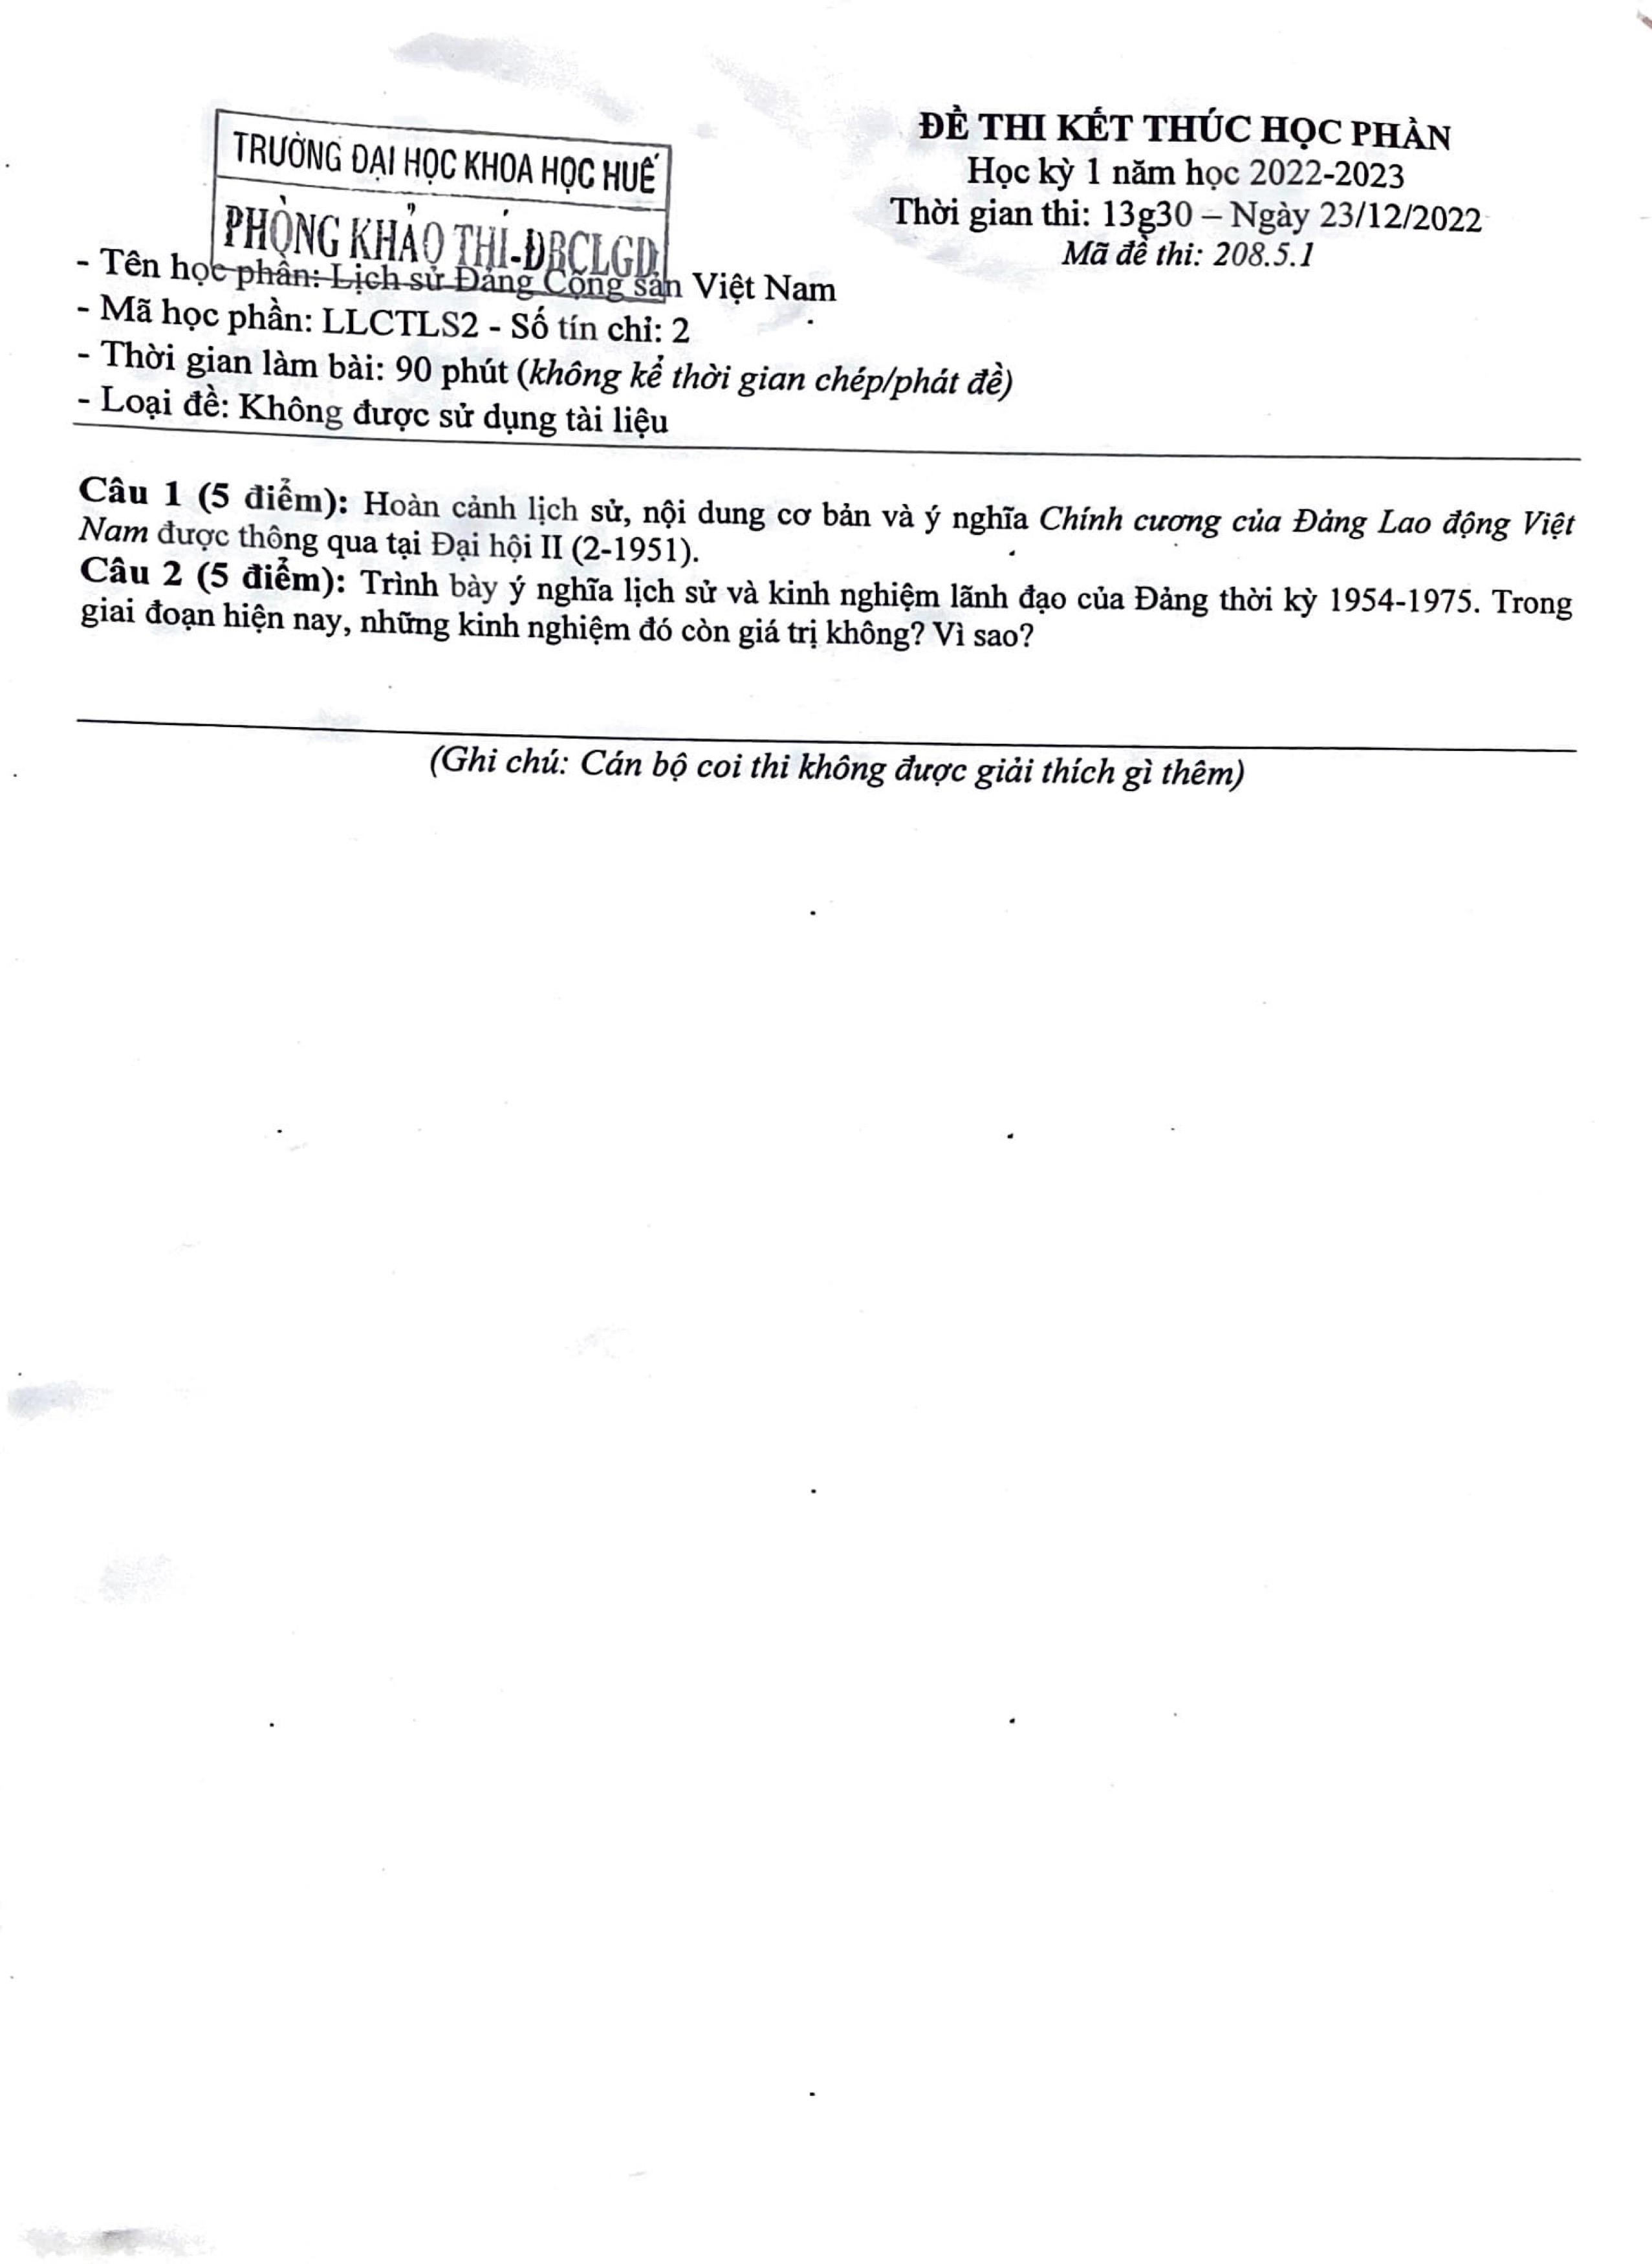 TRƯỜNG ĐẠI HỌC KHOA HỌC HUẾ
PHÒNG KHẢO THÍ-ĐBCLGD
ĐỀ THI KẾT THÚC HỌC PHẦN
Học kỳ 1 năm học 2022-2023
Thời gian thi: 13g30 – Ngày 23/12/2022
Mã đề thi: 208.5.1
- Tên học phần: Lịch sử Đảng Cộng sản Việt Nam
- Mã học phần: LLCTLS2 - Số tín chỉ: 2
- Thời gian làm bài: 90 phút (không kể thời gian chép/phát đề)
- Loại đề: Không được sử dụng tài liệu
Câu 1 (5 điểm): Hoàn cảnh lịch sử, nội dung cơ bản và ý nghĩa Chính cương của Đảng Lao động Việt
Nam được thông qua tại Đại hội II (2-1951).
Câu 2 (5 điểm): Trình bày ý nghĩa lịch sử và kinh nghiệm lãnh đạo của Đảng thời kỳ 1954-1975. Trong
giai đoạn hiện nay, những kinh nghiệm đó còn giá trị không? Vì sao?
(Ghi chú: Cán bộ coi thi không được giải thích gì thêm)